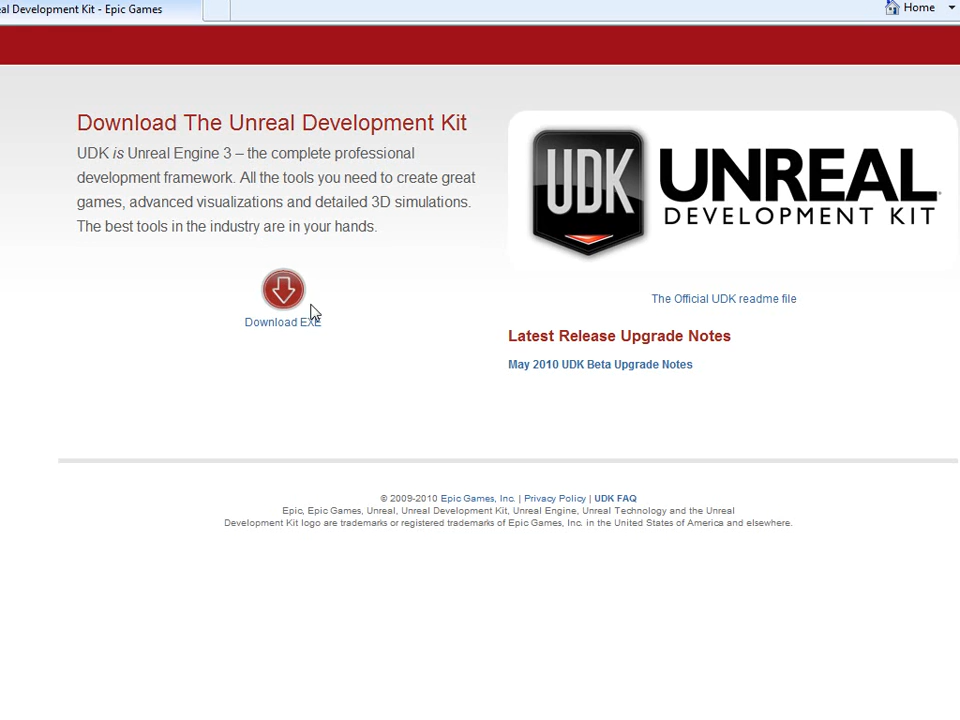 al Development Kit - Epic Games
Home
Download The Unreal Development Kit
UDK is Unreal Engine 3 – the complete professional
development framework. All the tools you need to create great
games, advanced visualizations and detailed 3D simulations.
The best tools in the industry are in your hands.
Download EXE
UDK UNREAL
DEVELOPMENT KIT
The Official UDK readme file
Latest Release Upgrade Notes
May 2010 UDK Beta Upgrade Notes
© 2009-2010 Epic Games, Inc. | Privacy Policy | UDK FAQ
Epic, Epic Games, Unreal, Unreal Development Kit, Unreal Engine, Unreal Technology and the Unreal
Development Kit logo are trademarks or registered trademarks of Epic Games, Inc. in the United States of America and elsewhere.